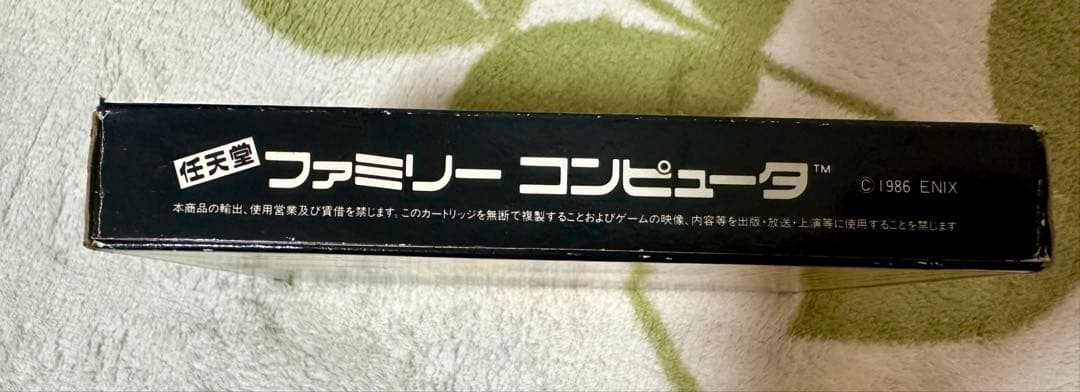 任天堂 ファミリー コンピュータ™ ©1986 ENIX
本商品の輸出、使用営業及び賃借を禁じます。このカートリッジを無断で複製することおよびゲームの映像、内容等を出版・放送・上演等に使用することを禁じます